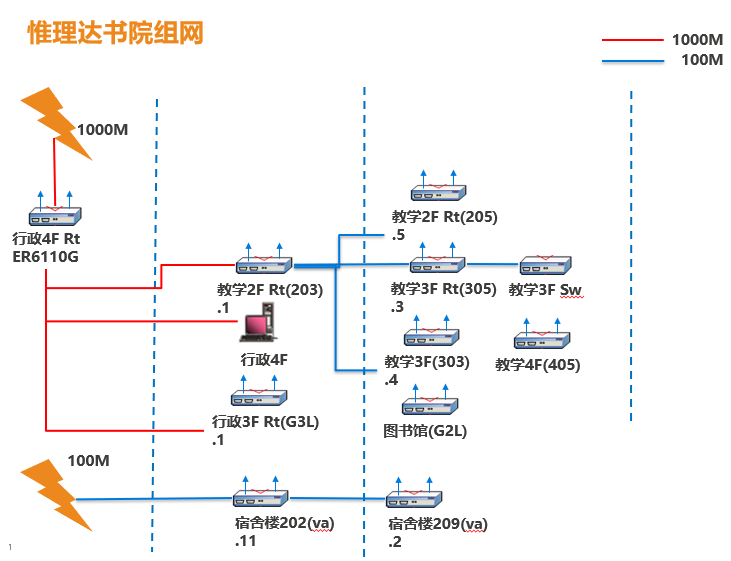 惟理达书院组网
1000M
100M
1000M
行政4F Rt
ER6110G
教学2F Rt(205)
.5
教学2F Rt(203)
.1
教学3F Rt(305)
.3
教学3F Sw
行政4F
教学3F(303)
.4
教学4F(405)
行政3F Rt(G3L)
.1
图书馆(G2L)
100M
宿舍楼202(va)
.11
宿舍楼209(va)
.2
1